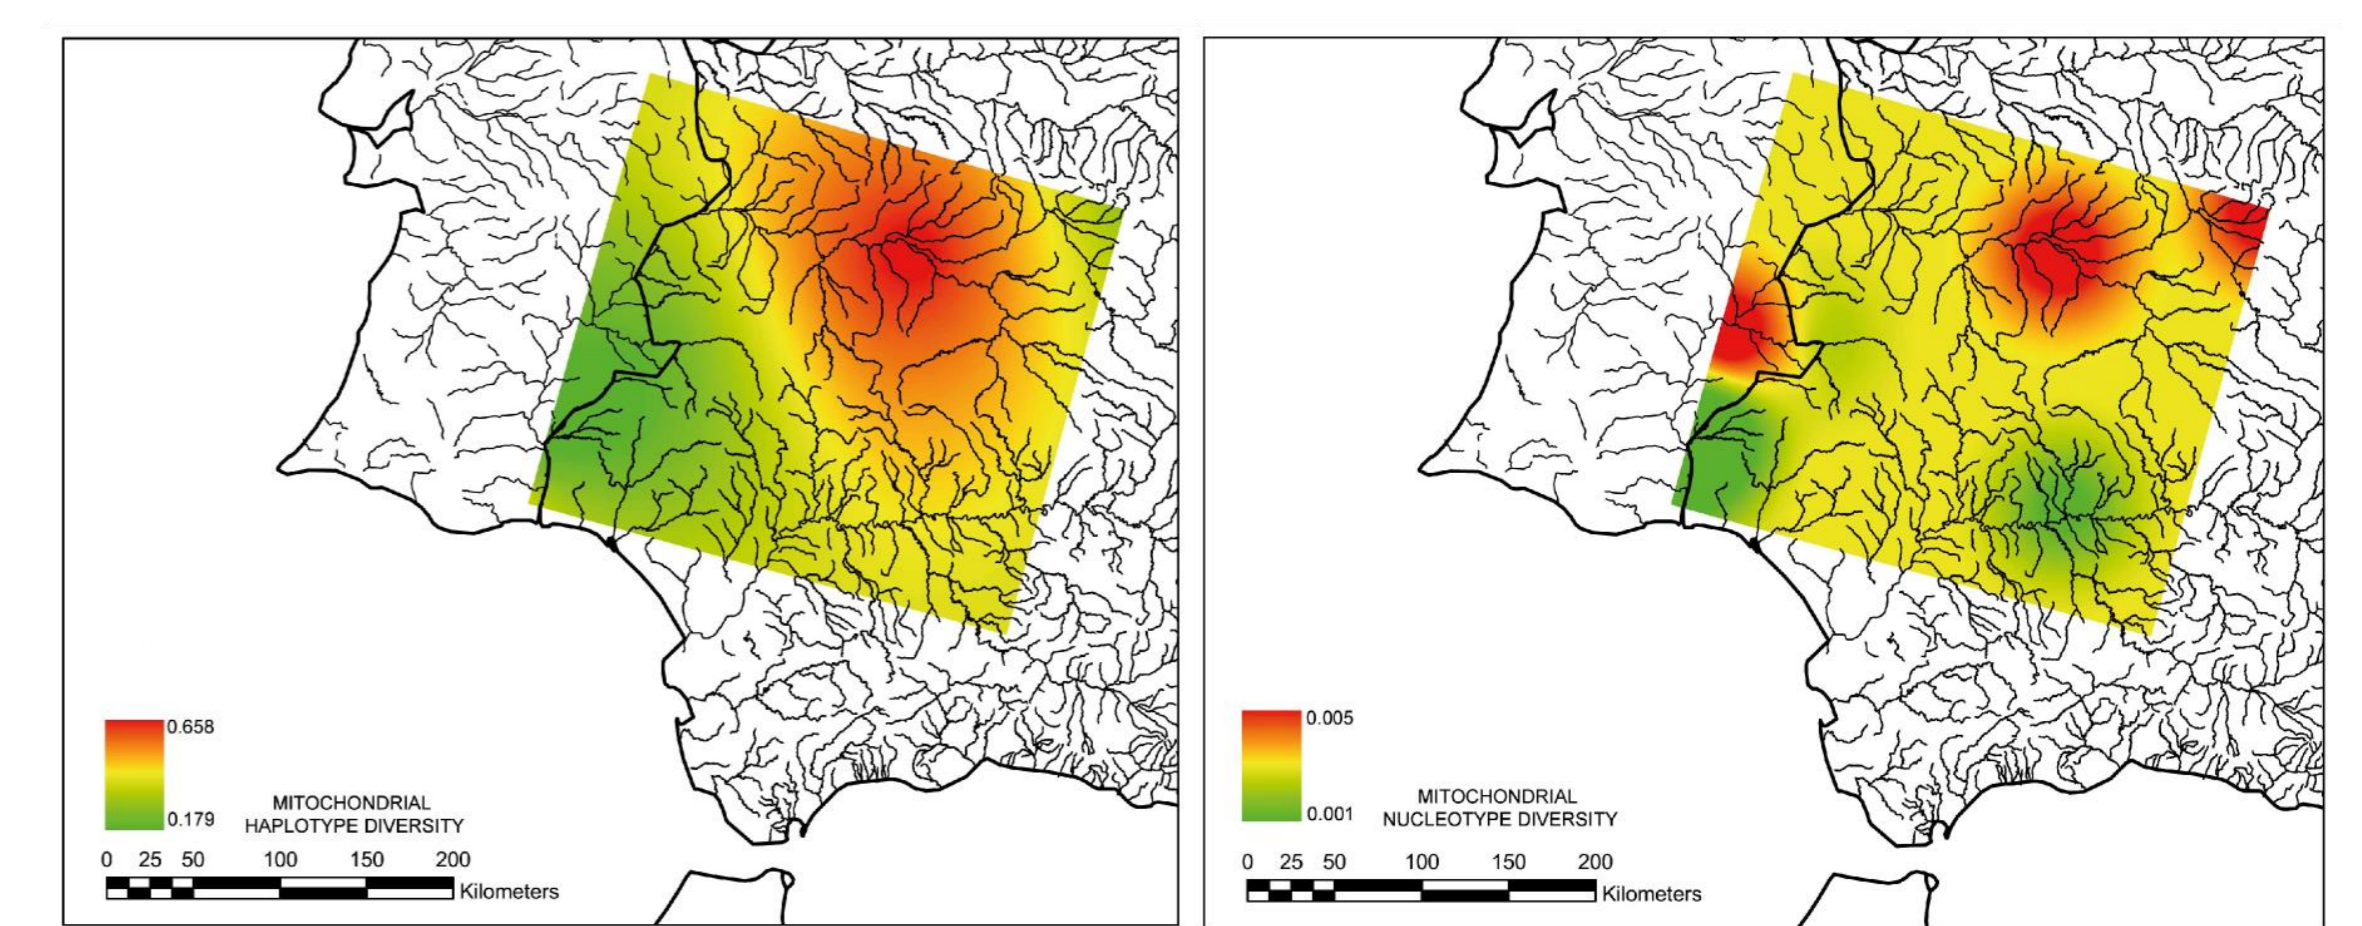 0.658
0.179
MITOCHONDRIAL
HAPLOTYPE DIVERSITY
0 25 50 100 150 200
Kilometers
0.005
0.001
MITOCHONDRIAL
NUCLEOTYPE DIVERSITY
0 25 50 100 150 200
Kilometers